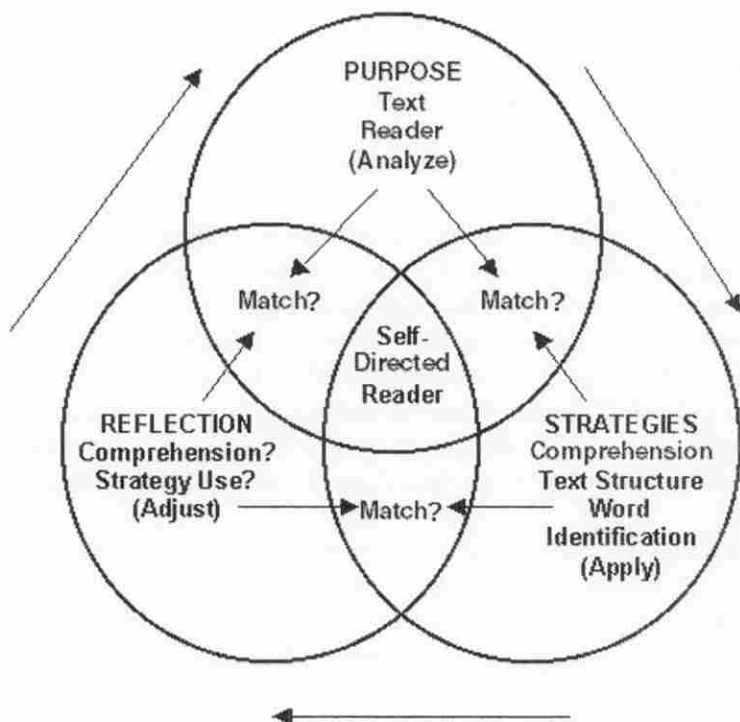 PURPOSE
Text
Reader
(Analyze)
Match?
Match?
Self-
Directed
Reader
REFLECTION
Comprehension?
Strategy Use?
(Adjust)
STRATEGIES
Comprehension
Text Structure
Word
Identification
(Apply)
Match?